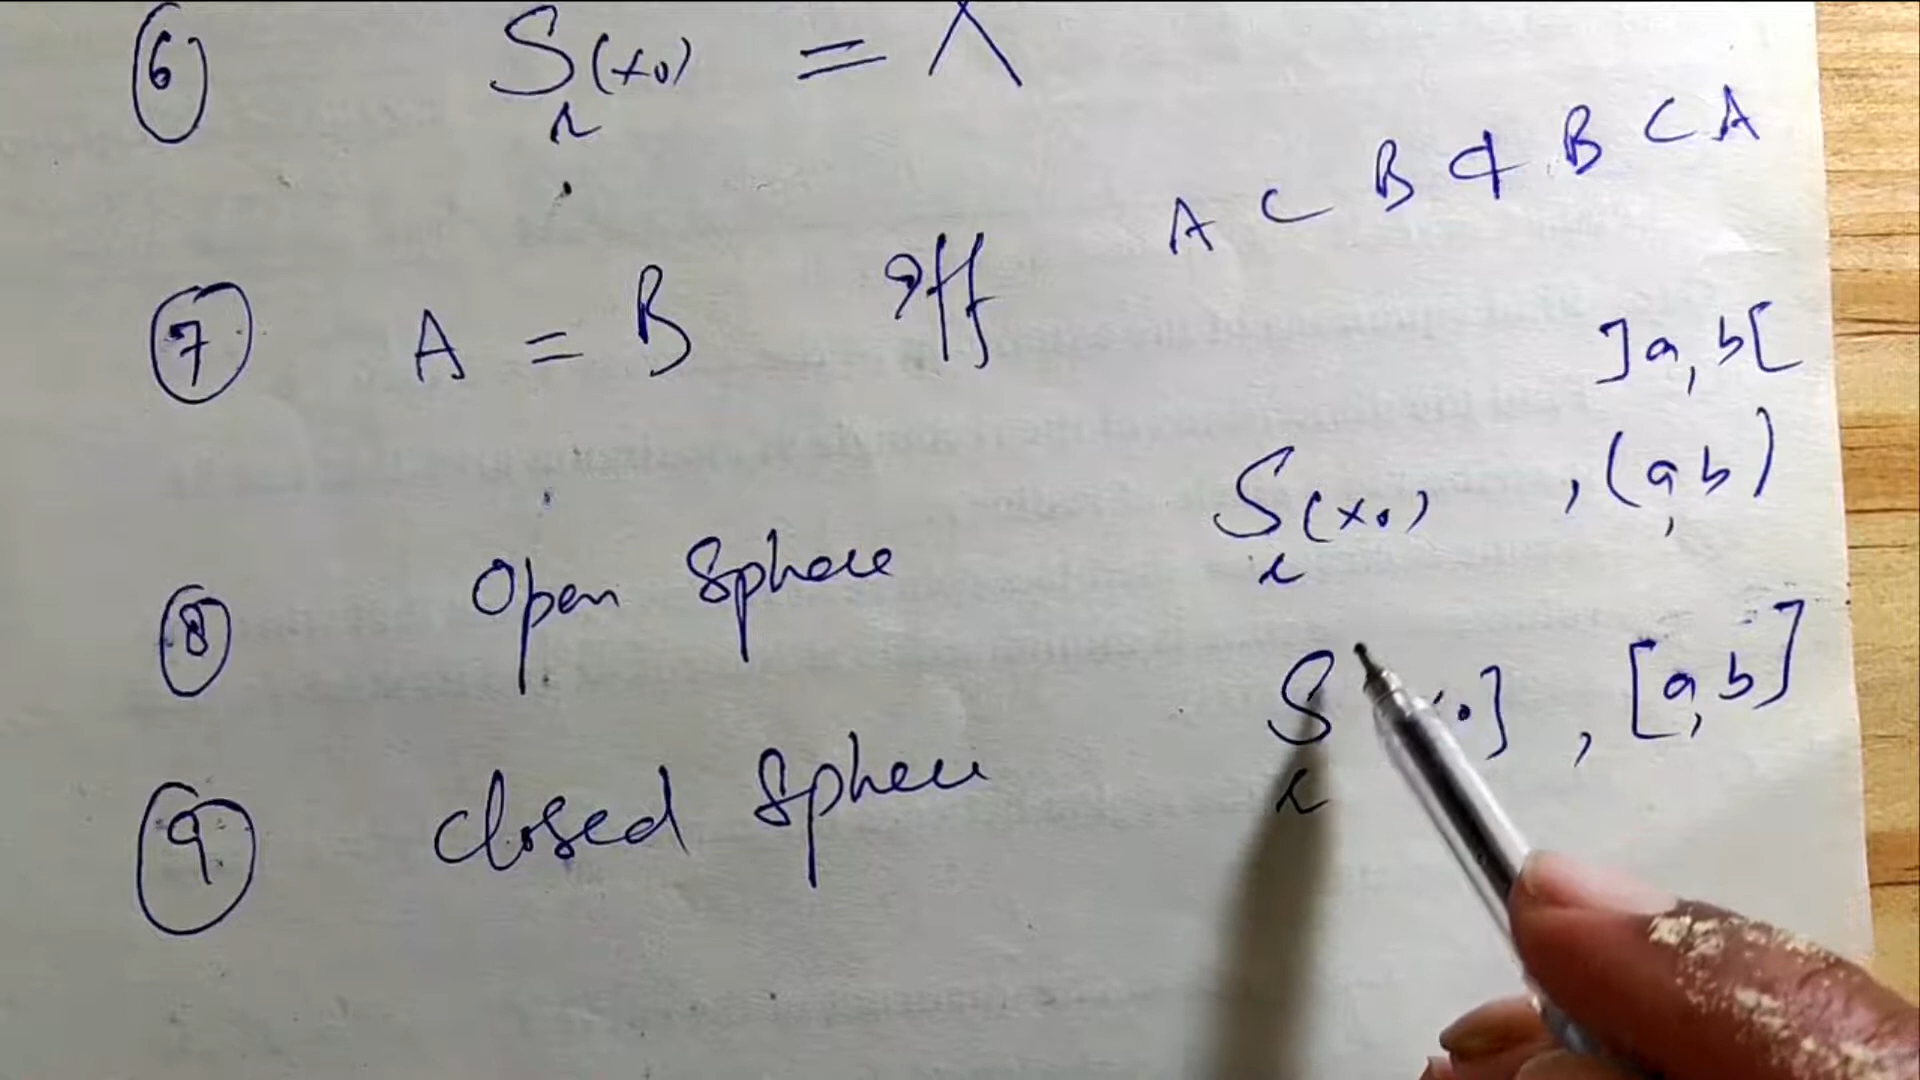 ⑥ S_r(x₀) = X
⑦ A = B iff A ⊂ B & B ⊂ A
]a, b[
⑧ Open Sphere S_r(x₀) , (a, b)
⑨ Closed Sphere S_r x₀] , [a, b]